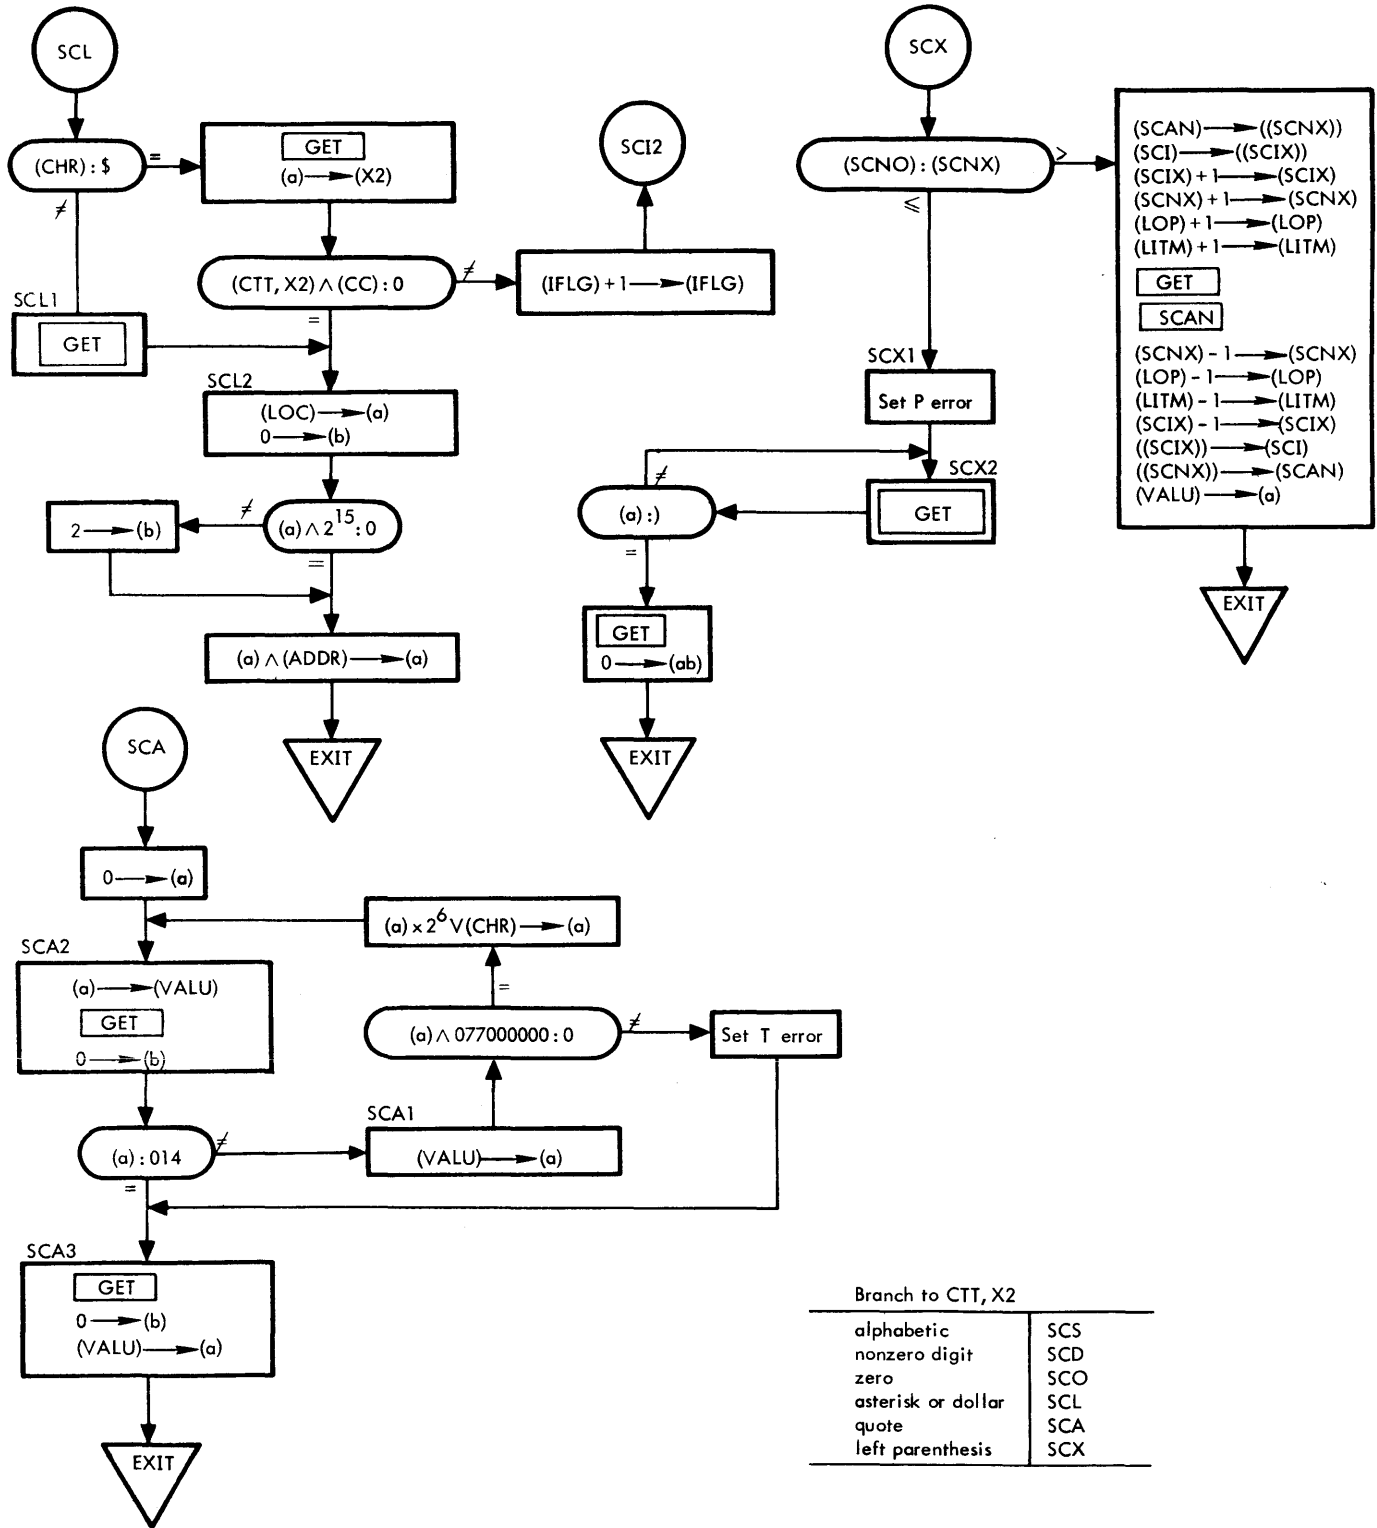 SCL
(CHR) : $
=
≠
GET
(a)⟶(X2)
(CTT, X2) ∧ (CC) : 0
≠
=
(IFLG) + 1⟶(IFLG)
SCI2
SCL1
GET
SCL2
(LOC)⟶(a)
0⟶(b)
(a) ∧ 2^15 : 0
≠
=
2⟶(b)
(a) ∧ (ADDR)⟶(a)
EXIT
SCX
(SCNO) : (SCNX)
>
≤
(SCAN)⟶((SCNX))
(SCI)⟶((SCIX))
(SCIX) + 1⟶(SCIX)
(SCNX) + 1⟶(SCNX)
(LOP) + 1⟶(LOP)
(LITM) + 1⟶(LITM)
GET
SCAN
(SCNX) - 1⟶(SCNX)
(LOP) - 1⟶(LOP)
(LITM) - 1⟶(LITM)
(SCIX) - 1⟶(SCIX)
((SCIX))⟶(SCI)
((SCNX))⟶(SCAN)
(VALU)⟶(a)
EXIT
SCX1
Set P error
SCX2
GET
(a) : )
≠
=
GET
0⟶(ab)
EXIT
SCA
0⟶(a)
(a) x 2^6 V (CHR)⟶(a)
SCA2
(a)⟶(VALU)
GET
0⟶(b)
=
(a) ∧ 077000000 : 0
≠
Set T error
(a) : 014
≠
=
SCA1
(VALU)⟶(a)
SCA3
GET
0⟶(b)
(VALU)⟶(a)
EXIT
Branch to CTT, X2
alphabetic SCS
nonzero digit SCD
zero SCO
asterisk or dollar SCL
quote SCA
left parenthesis SCX